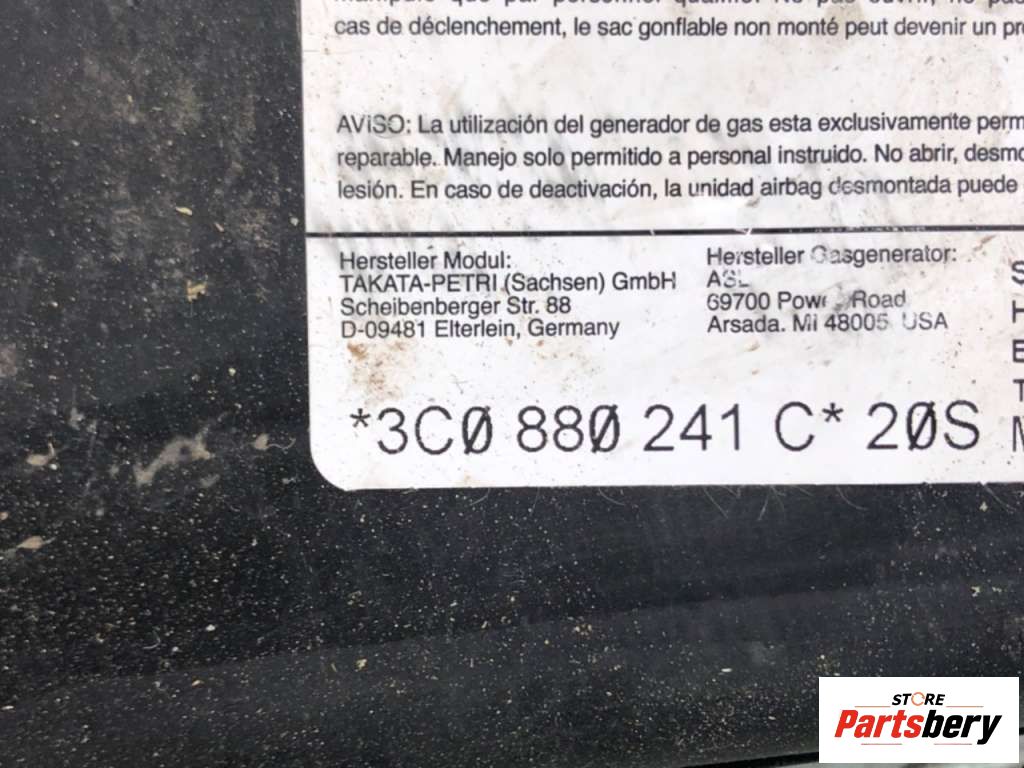 cas de déclenchement, le sac gonflable non monté peut devenir un
AViSO: La utilización del generador de gas esta exclusivamente
reparable. Manejo solo permitido a personal instruido. No abrir,
lesión. En caso de deactivación, la unidad airbag desmontada puede
Hersteller Modul:
TAKATA-PETRI (Sachsen) GmbH
Scheibenberger Str. 88
D-09481 Elterlein, Germany
Hersteller Gasgenerator:
ASL
69700 Road
Arsada. Mi 48005 USA
*3C0 880 241 C* 20S
STORE
Partsbery